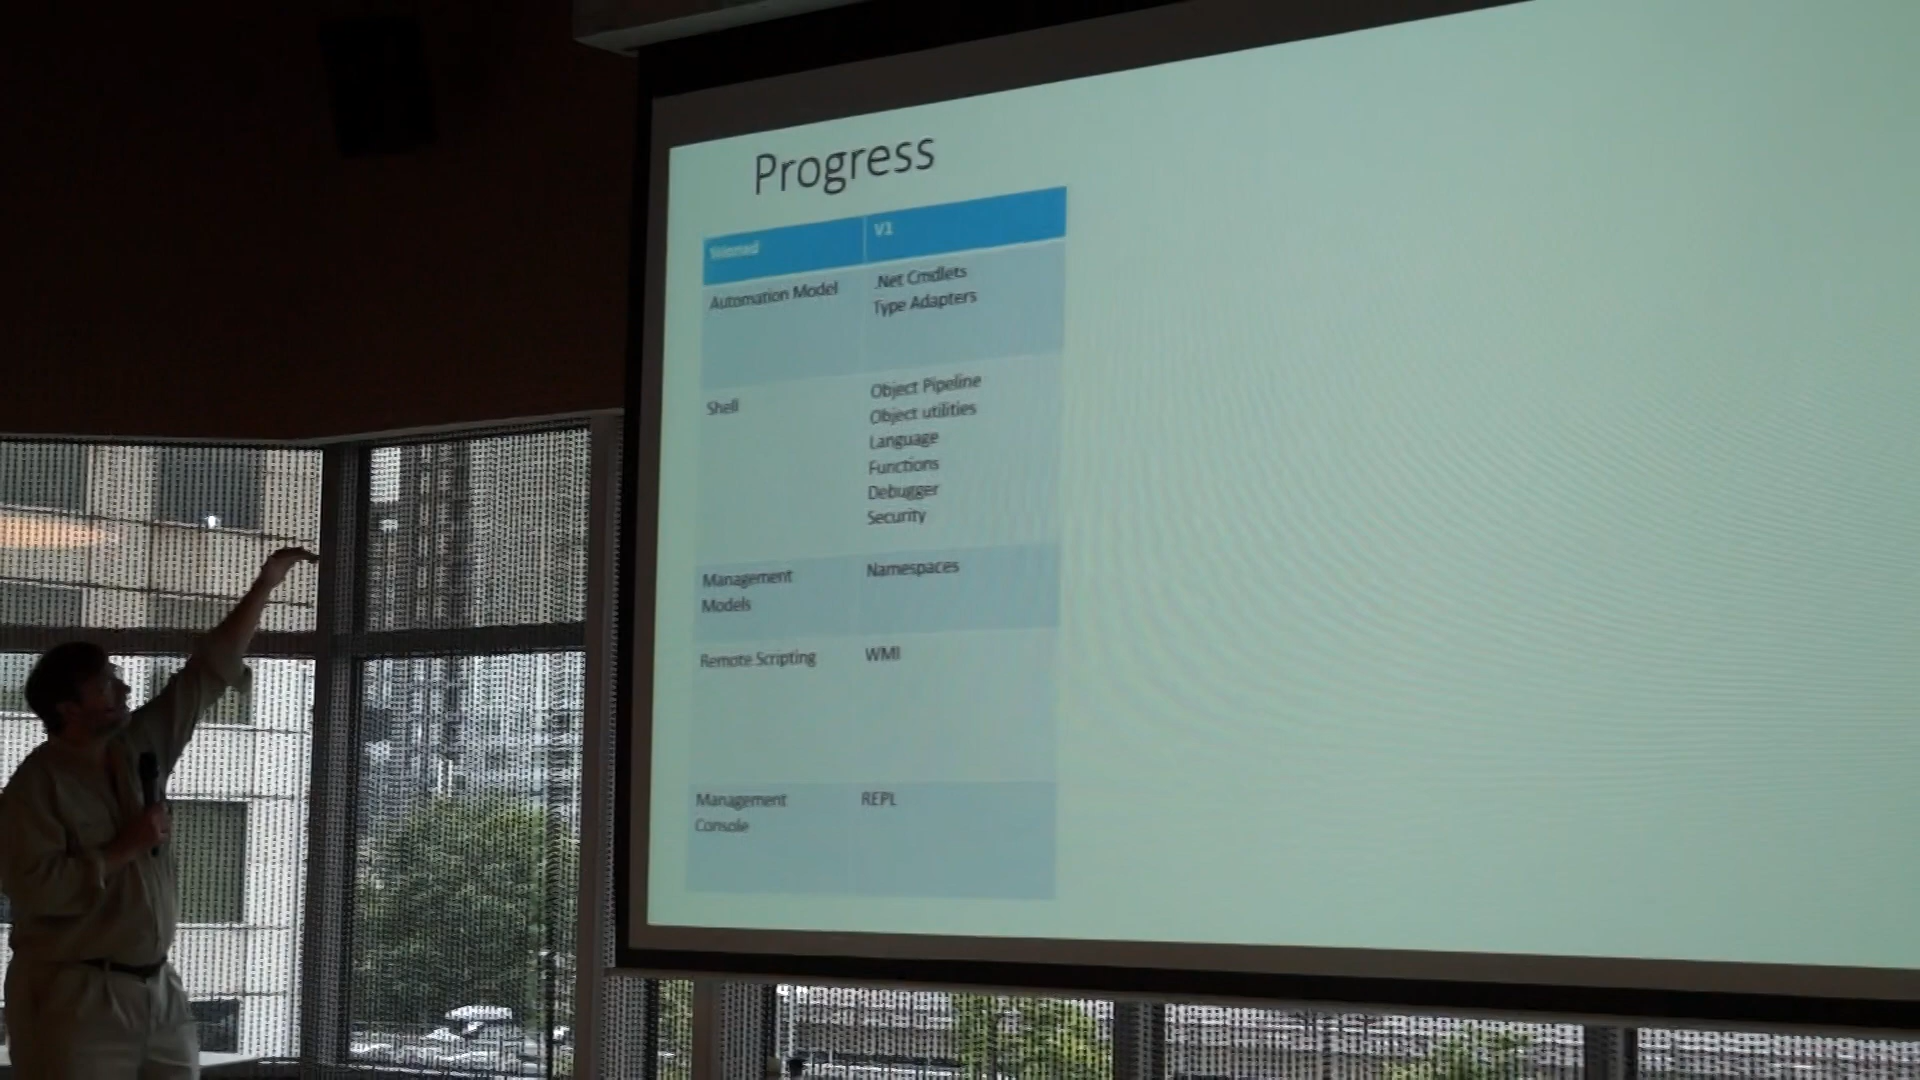 Progress
V1
Automation Model
.Net Cmdlets
Type Adapters
Shell
Object Pipeline
Object utilities
Language
Functions
Debugger
Security
Management
Models
Namespaces
Remote Scripting
WMI
Management
Console
REPL